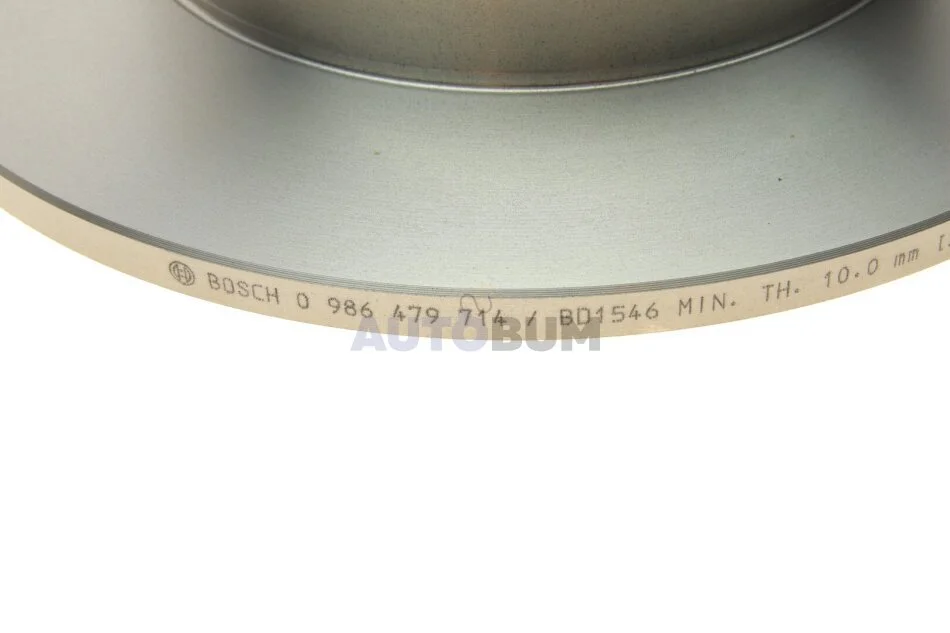 BOSCH 0 986 479 714 / BD1546 MIN. TH. 10.0 mm
AUTOBUM